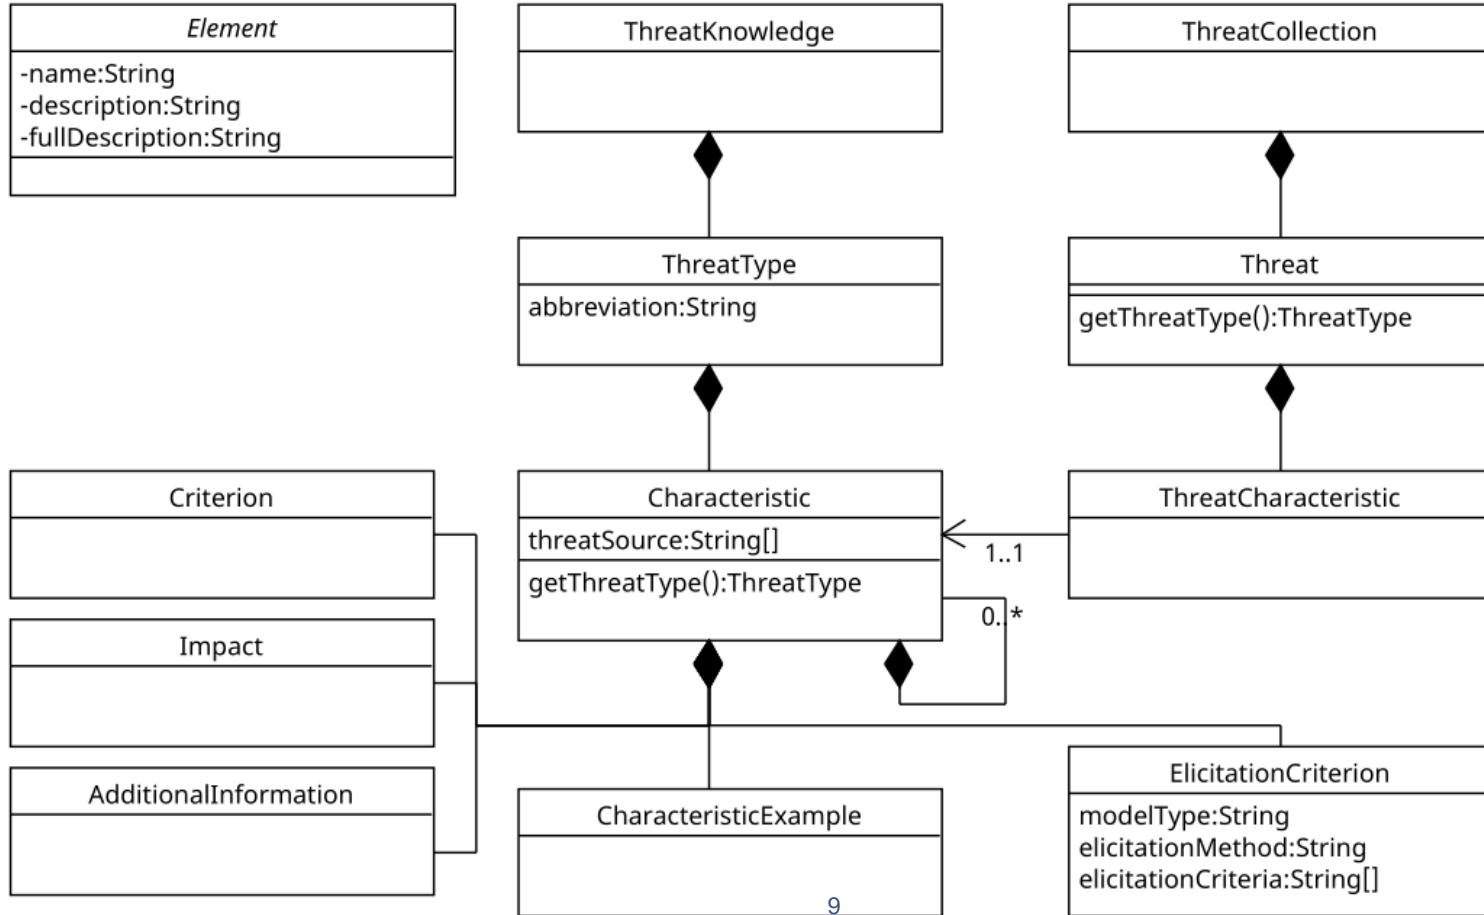 Element
-name:String
-description:String
-fullDescription:String
ThreatKnowledge
ThreatCollection
ThreatType
abbreviation:String
Threat
getThreatType():ThreatType
Criterion
Characteristic
threatSource:String[]
getThreatType():ThreatType
ThreatCharacteristic
1..1
0..*
Impact
AdditionalInformation
CharacteristicExample
ElicitationCriterion
modelType:String
elicitationMethod:String
elicitationCriteria:String[]
9